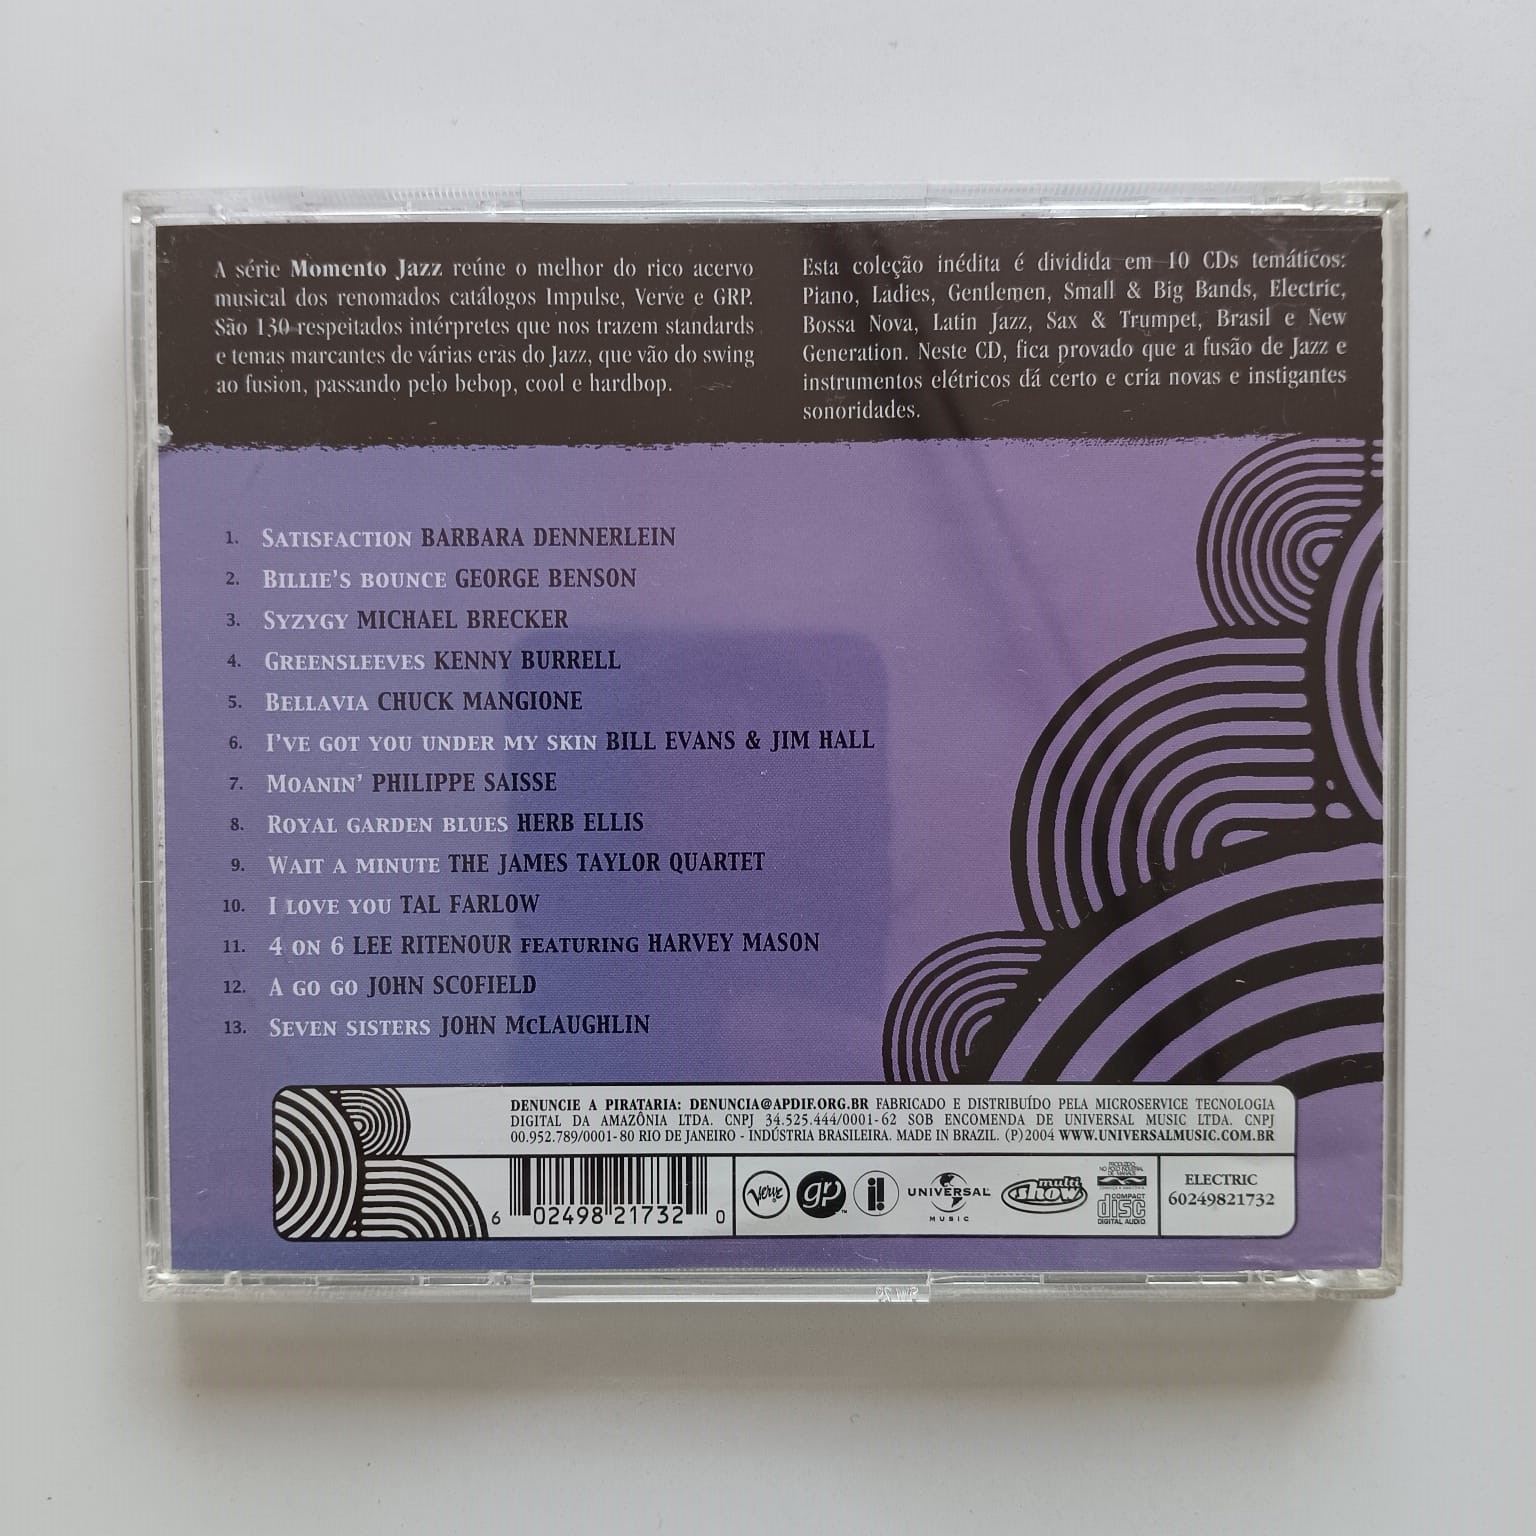 A série Momento Jazz reúne o melhor do rico acervo
musical dos renomados catálogos Impulse, Verve e GRP.
São 130 respeitados intérpretes que nos trazem standards
e temas marcantes de várias eras do Jazz, que vão do swing
ao fusion, passando pelo bebop, cool e hardbop.
Esta coleção inédita é dividida em 10 CDs temáticos:
Piano, Ladies, Gentlemen, Small & Big Bands, Electric,
Bossa Nova, Latin Jazz, Sax & Trumpet, Brasil e New
Generation. Neste CD, fica provado que a fusão de Jazz e
instrumentos elétricos dá certo e cria novas e instigantes
sonoridades.
1. SATISFACTION BARBARA DENNERLEIN
2. BILLIE'S BOUNCE GEORGE BENSON
3. SYZYGY MICHAEL BRECKER
4. GREENSLEEVES KENNY BURRELL
5. BELLAVIA CHUCK MANGIONE
6. I'VE GOT YOU UNDER MY SKIN BILL EVANS & JIM HALL
7. MOANIN' PHILIPPE SAISSE
8. ROYAL GARDEN BLUES HERB ELLIS
9. WAIT A MINUTE THE JAMES TAYLOR QUARTET
10. I LOVE YOU TAL FARLOW
11. 4 ON 6 LEE RITENOUR FEATURING HARVEY MASON
12. A GO GO JOHN SCOFIELD
13. SEVEN SISTERS JOHN McLAUGHLIN
DENUNCIE A PIRATARIA: DENUNCIA@APDIF.ORG.BR FABRICADO E DISTRIBUÍDO PELA MICROSERVICE TECNOLOGIA
DIGITAL DA AMAZÔNIA LTDA. CNPJ 34.525.444/0001-62 SOB ENCOMENDA DE UNIVERSAL MUSIC LTDA. CNPJ
00.952.789/0001-80 RIO DE JANEIRO - INDÚSTRIA BRASILEIRA. MADE IN BRAZIL. (P)2004 WWW.UNIVERSALMUSIC.COM.BR
6 02498 21732 0
Verve
grp
i!
UNIVERSAL
MUSIC
multi
show
PRODUZIDO
NO POLO INDUSTRIAL
DE MANAUS
COMPACT
disc
DIGITAL AUDIO
ELECTRIC
60249821732